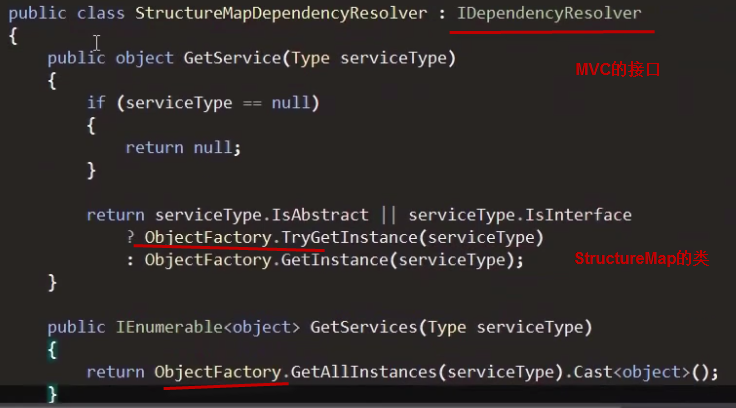 public class StructureMapDependencyResolver : IDependencyResolver
{
public object GetService(Type serviceType)
MVC的接口
{
if (serviceType == null)
{
return null;
}
return serviceType.IsAbstract || serviceType.IsInterface
? ObjectFactory.TryGetInstance(serviceType)
: ObjectFactory.GetInstance(serviceType);
StructureMap的类
}
public IEnumerable<object> GetServices(Type serviceType)
{
return ObjectFactory.GetAllInstances(serviceType).Cast<object>();
}